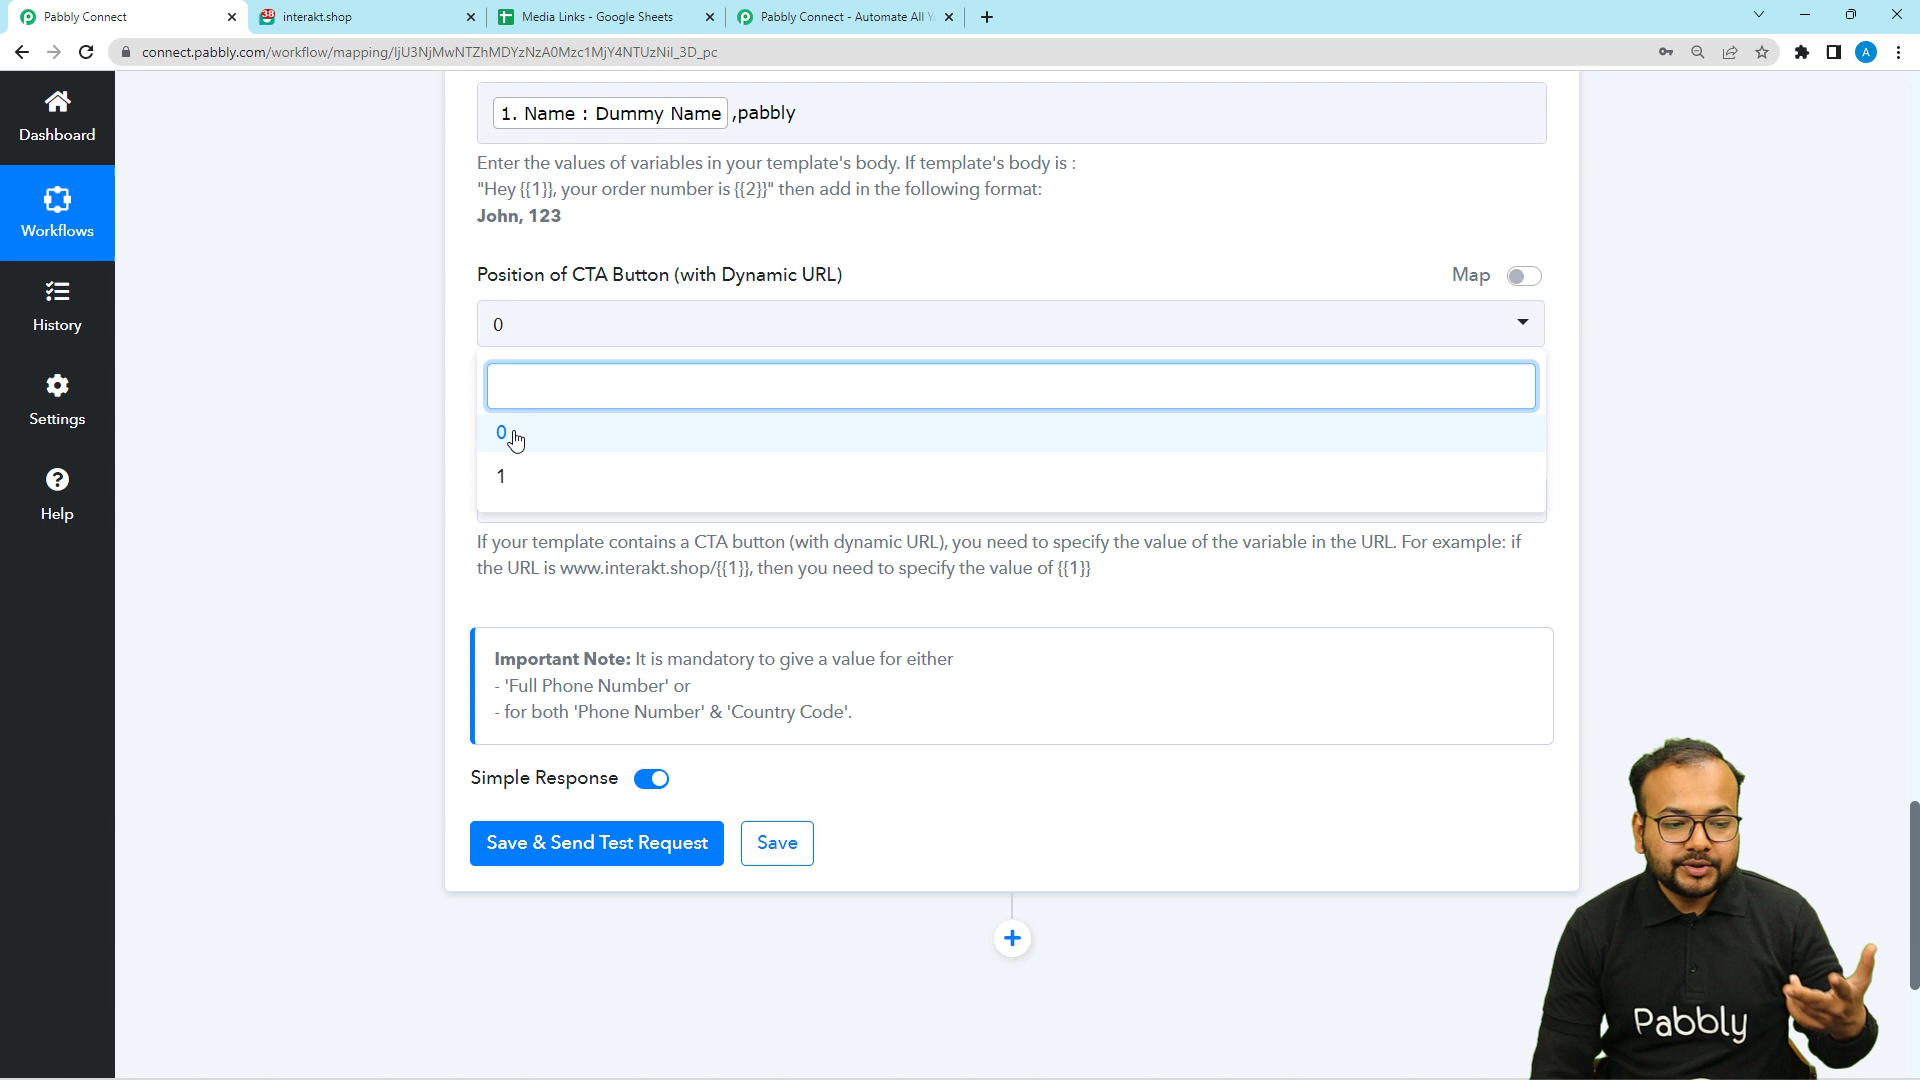 Pabbly Connect
interakt.shop
Media Links - Google Sheets
Pabbly Connect - Automate All Y
connect.pabbly.com/workflow/mapping/IjU3NjMwNTZhMDYzNzA0Mzc1MjY4NTUzNiI_3D_pc
A
Dashboard
Workflows
History
Settings
Help
1. Name : Dummy Name ,pabbly
Enter the values of variables in your template's body. If template's body is :
"Hey {{1}}, your order number is {{2}}" then add in the following format:
John, 123
Position of CTA Button (with Dynamic URL)
Map
0
0
1
If your template contains a CTA button (with dynamic URL), you need to specify the value of the variable in the URL. For example: if
the URL is www.interakt.shop/{{1}}, then you need to specify the value of {{1}}
Important Note: It is mandatory to give a value for either
- 'Full Phone Number' or
- for both 'Phone Number' & 'Country Code'.
Simple Response
Save & Send Test Request
Save
Pabbly